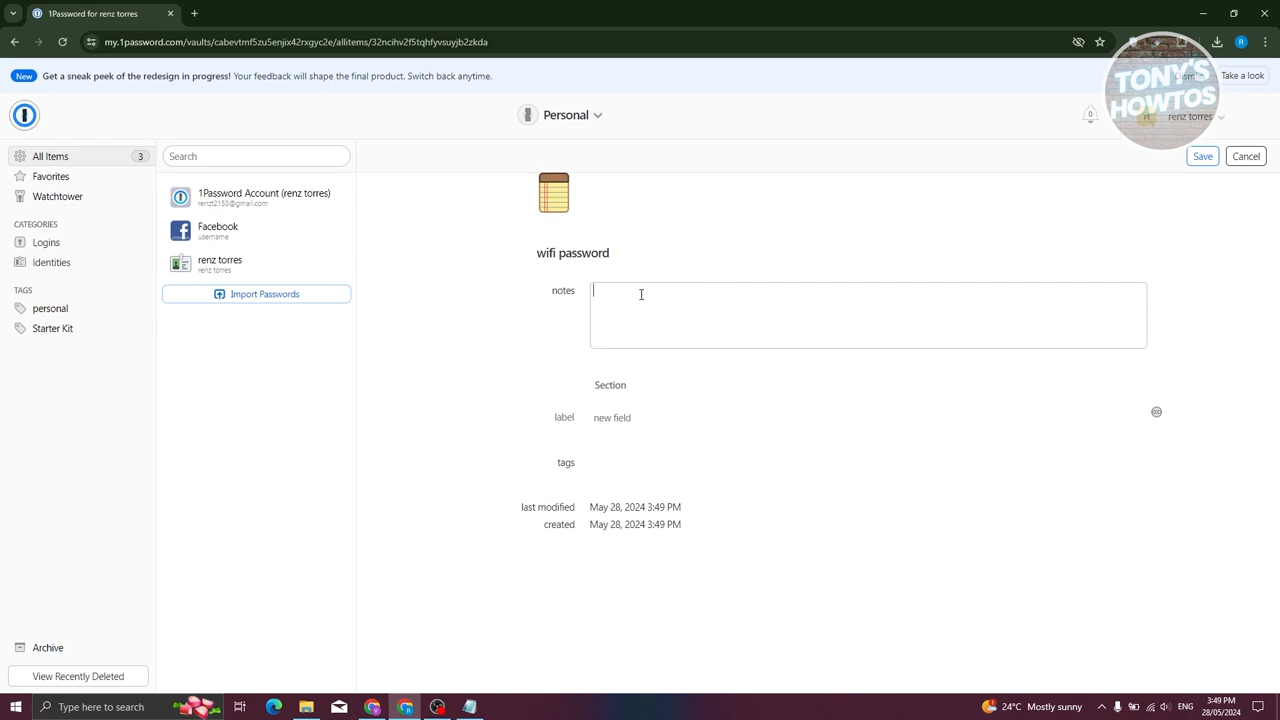 1Password for renz torres
my.1password.com/vaults/cabevtmf5zu5enjix42rxgyc2e/allitems/32ncihv2f5tqhfyvsuyjb2zkda
New Get a sneak peek of the redesign in progress! Your feedback will shape the final product. Switch back anytime.
Take a look
TONY'S
HOWTOS
Personal
0
renz torres
All Items 3
Favorites
Watchtower
CATEGORIES
Logins
Identities
TAGS
personal
Starter Kit
Archive
View Recently Deleted
Search
1Password Account (renz torres)
renzt2153@gmail.com
Facebook
username
renz torres
renz torres
Import Passwords
Save Cancel
wifi password
notes
Section
label new field
tags
last modified May 28, 2024 3:49 PM
created May 28, 2024 3:49 PM
Type here to search
24°C Mostly sunny
ENG
3:49 PM
28/05/2024